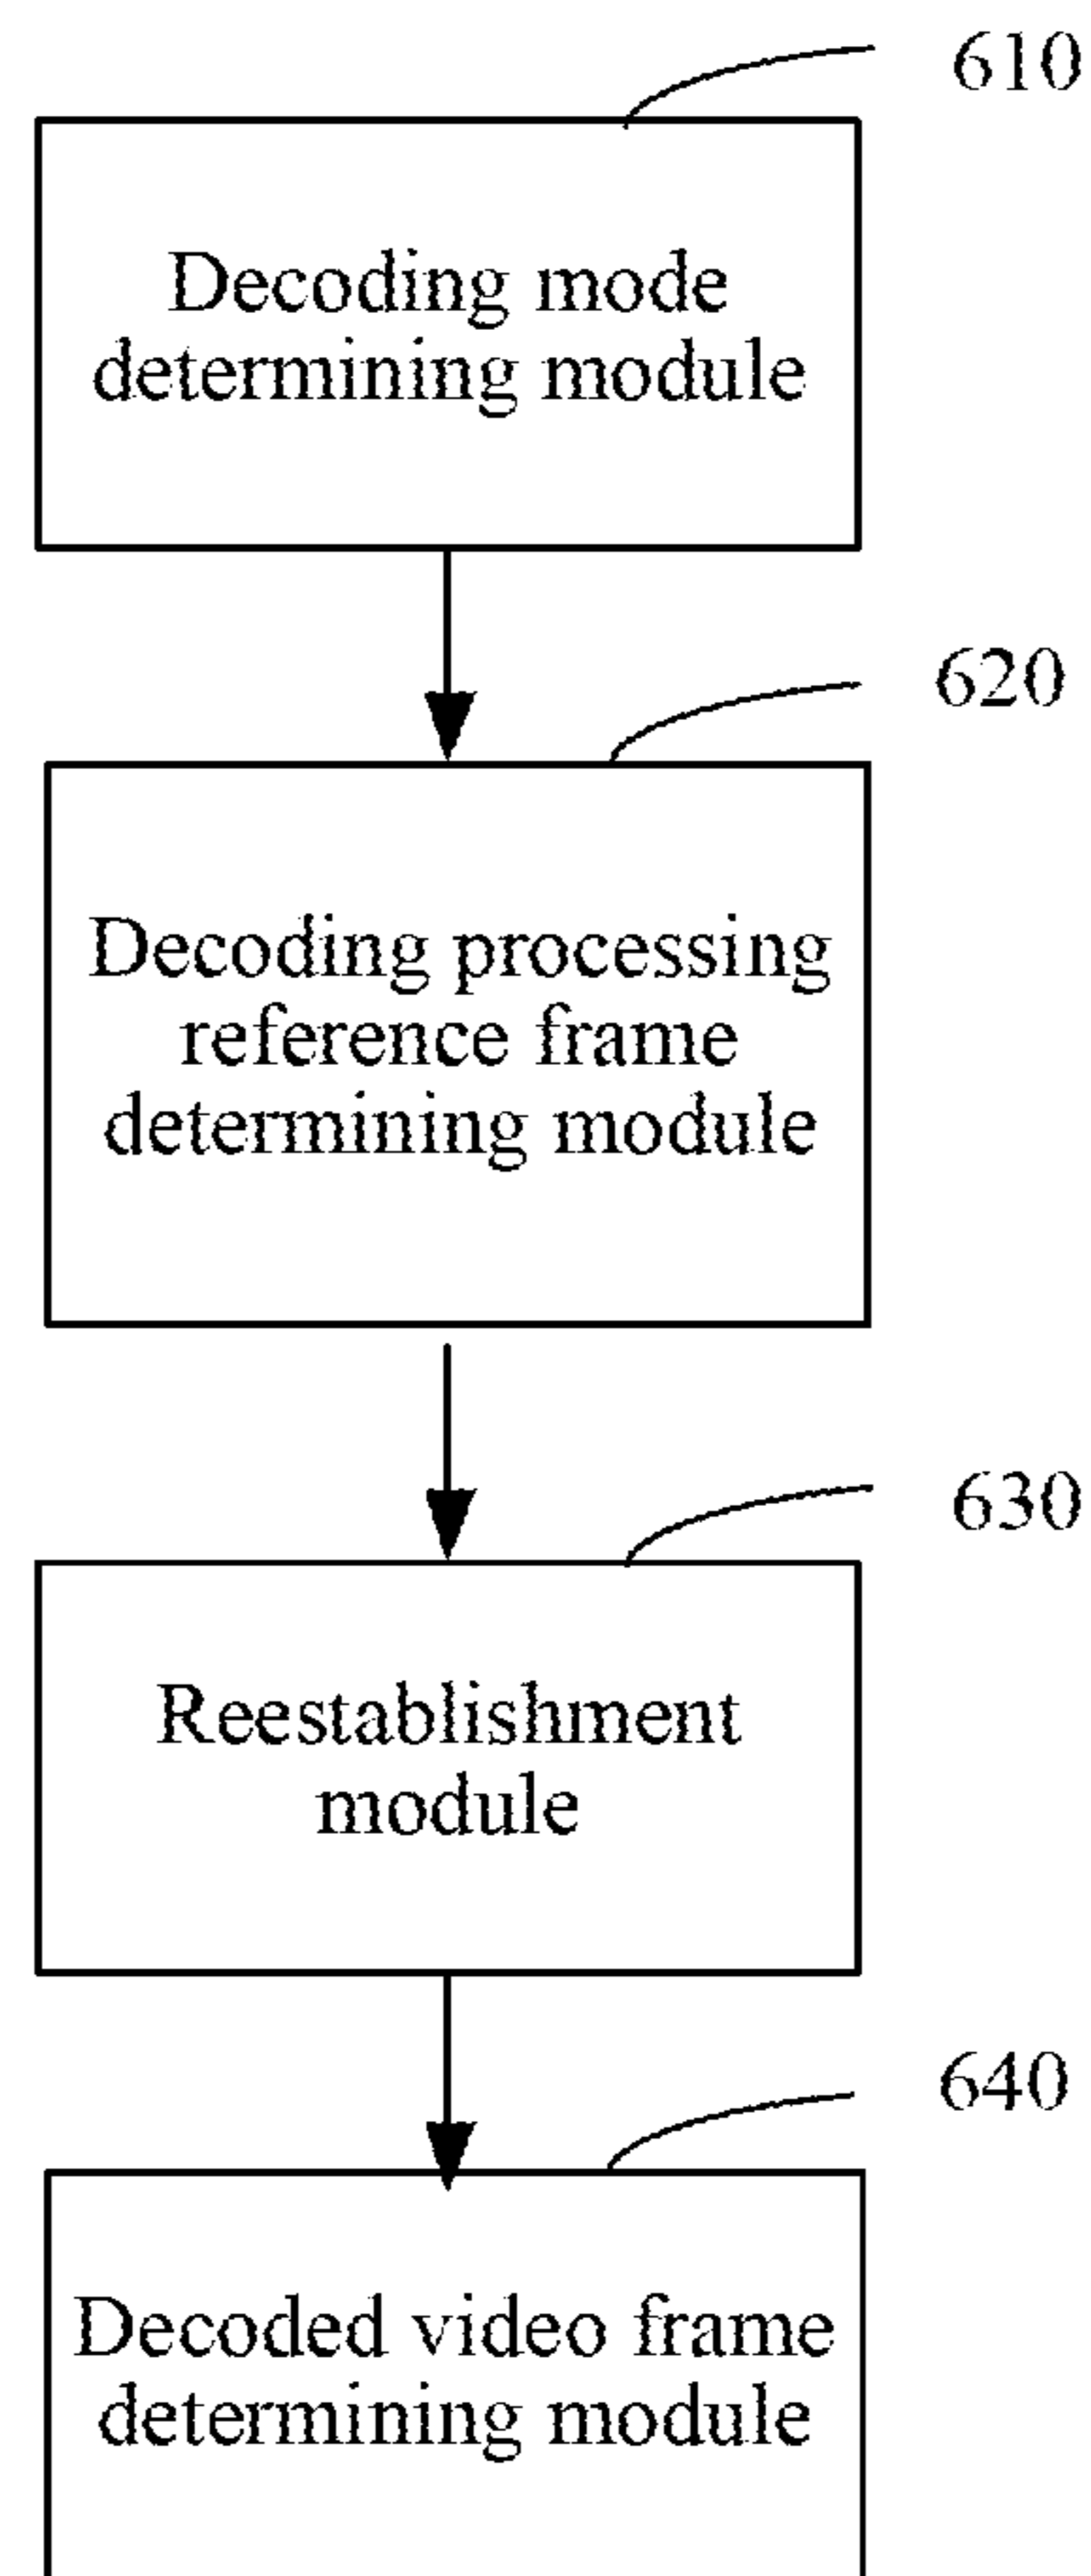 610
Decoding mode
determining module
620
Decoding processing
reference frame
determining module
630
Reestablishment
module
640
Decoded video frame
determining module